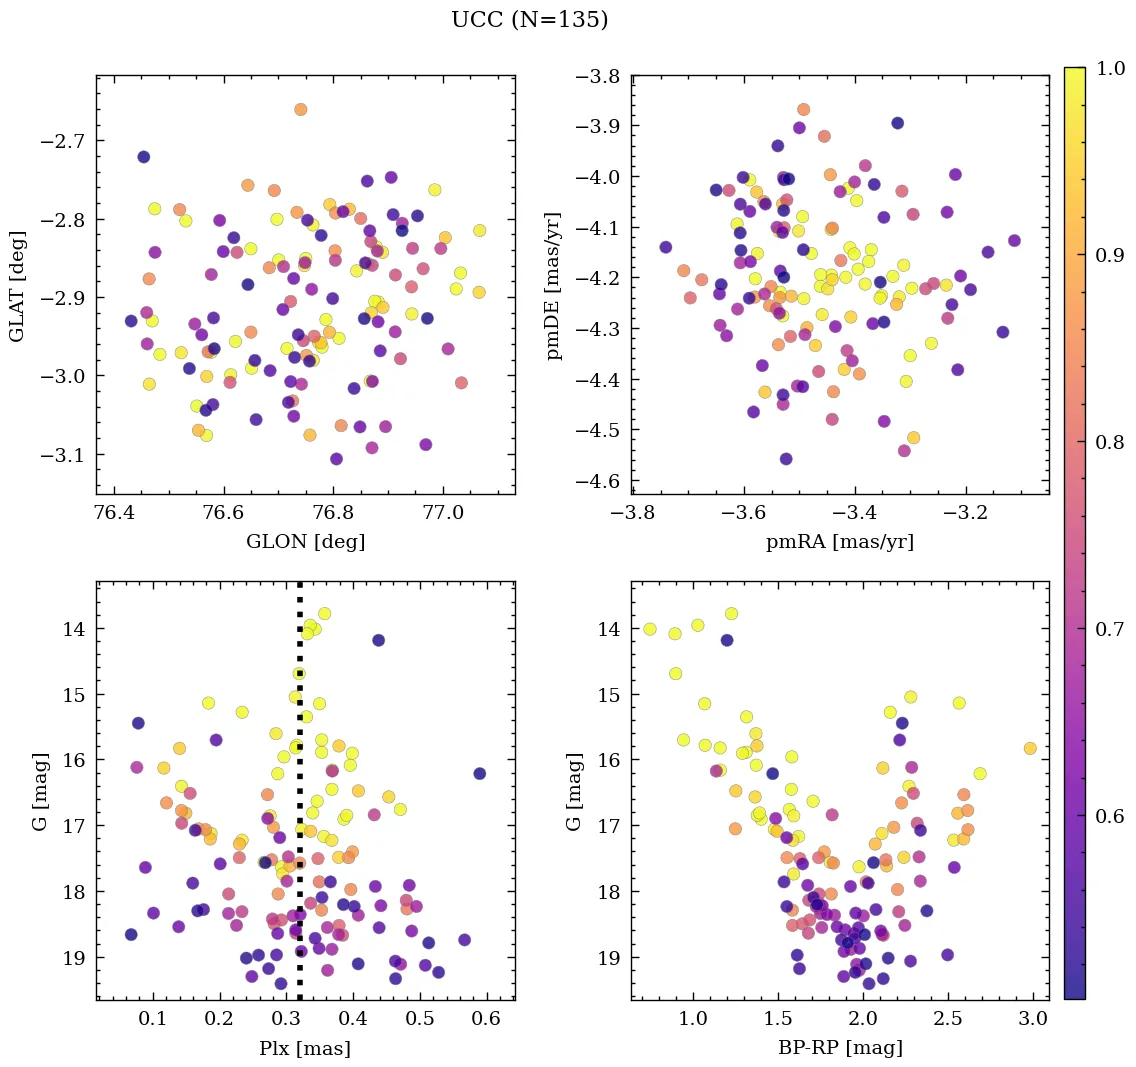 UCC (N=135)
−2.7
−2.8
−2.9
−3.0
−3.1
GLAT [deg]
76.4 76.6 76.8 77.0
GLON [deg]
−3.8
−3.9
−4.0
−4.1
−4.2
−4.3
−4.4
−4.5
−4.6
pmDE [mas/yr]
−3.8 −3.6 −3.4 −3.2
pmRA [mas/yr]
14
15
16
17
18
19
G [mag]
0.1 0.2 0.3 0.4 0.5 0.6
Plx [mas]
14
15
16
17
18
19
G [mag]
1.0 1.5 2.0 2.5 3.0
BP-RP [mag]
1.0
0.9
0.8
0.7
0.6